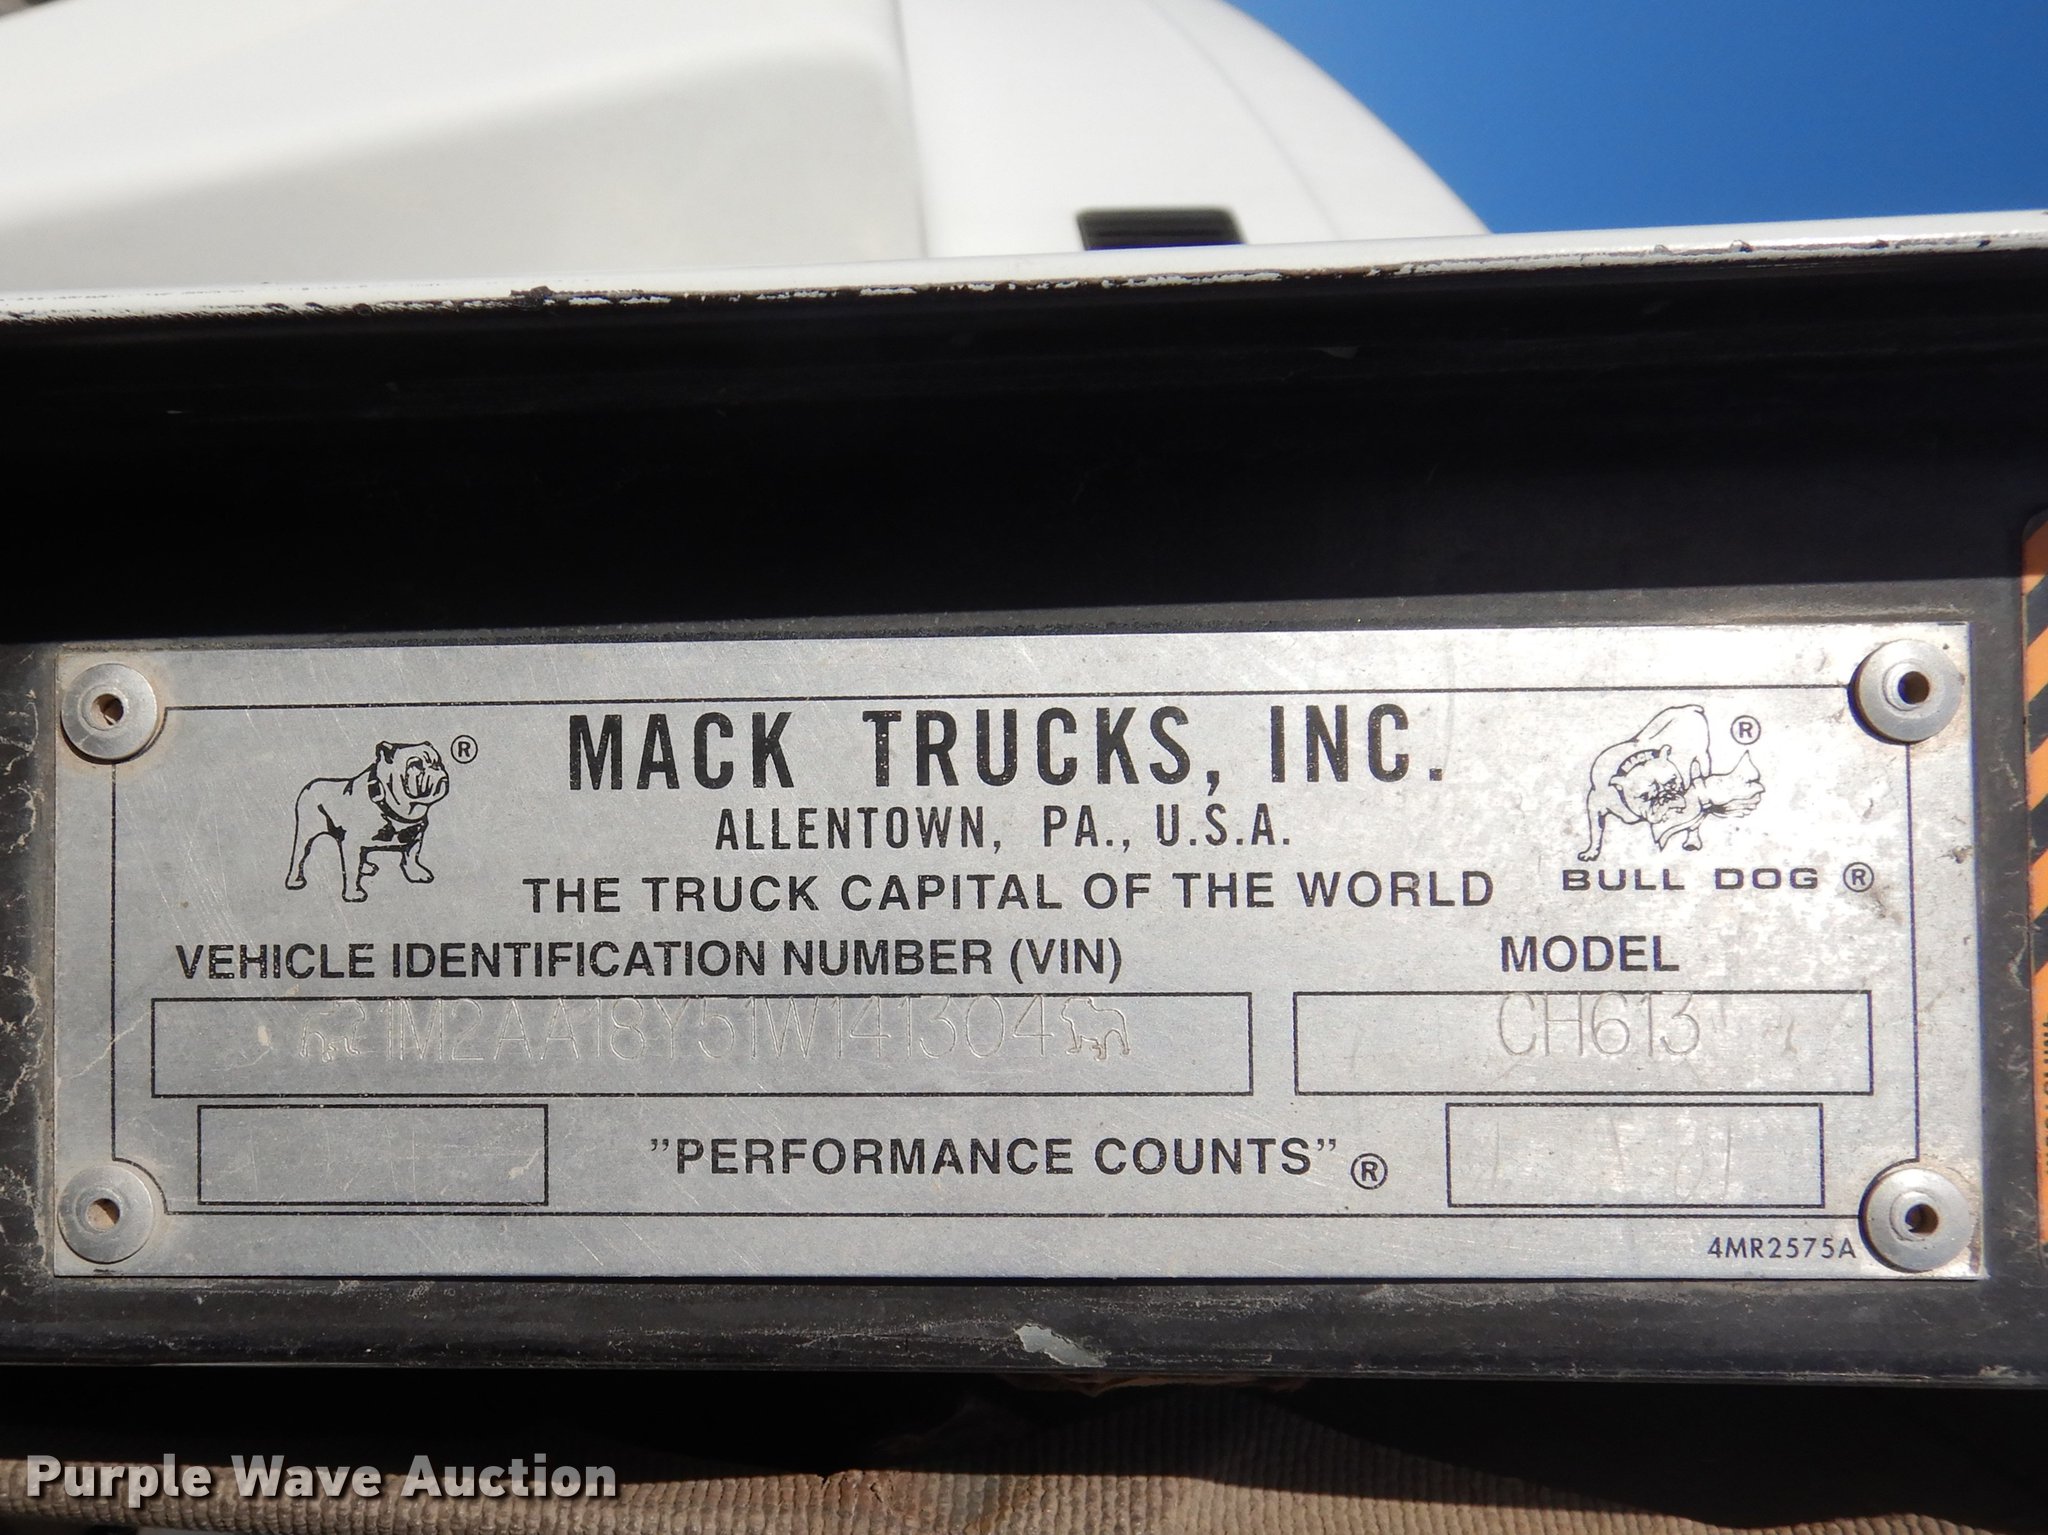 MACK TRUCKS, INC.
ALLENTOWN, PA., U.S.A.
THE TRUCK CAPITAL OF THE WORLD
®
®
BULL DOG ®
VEHICLE IDENTIFICATION NUMBER (VIN)
MODEL
1M2AA18Y51W141304
CH613
"PERFORMANCE COUNTS" ®
4MR2575A
Purple Wave Auction